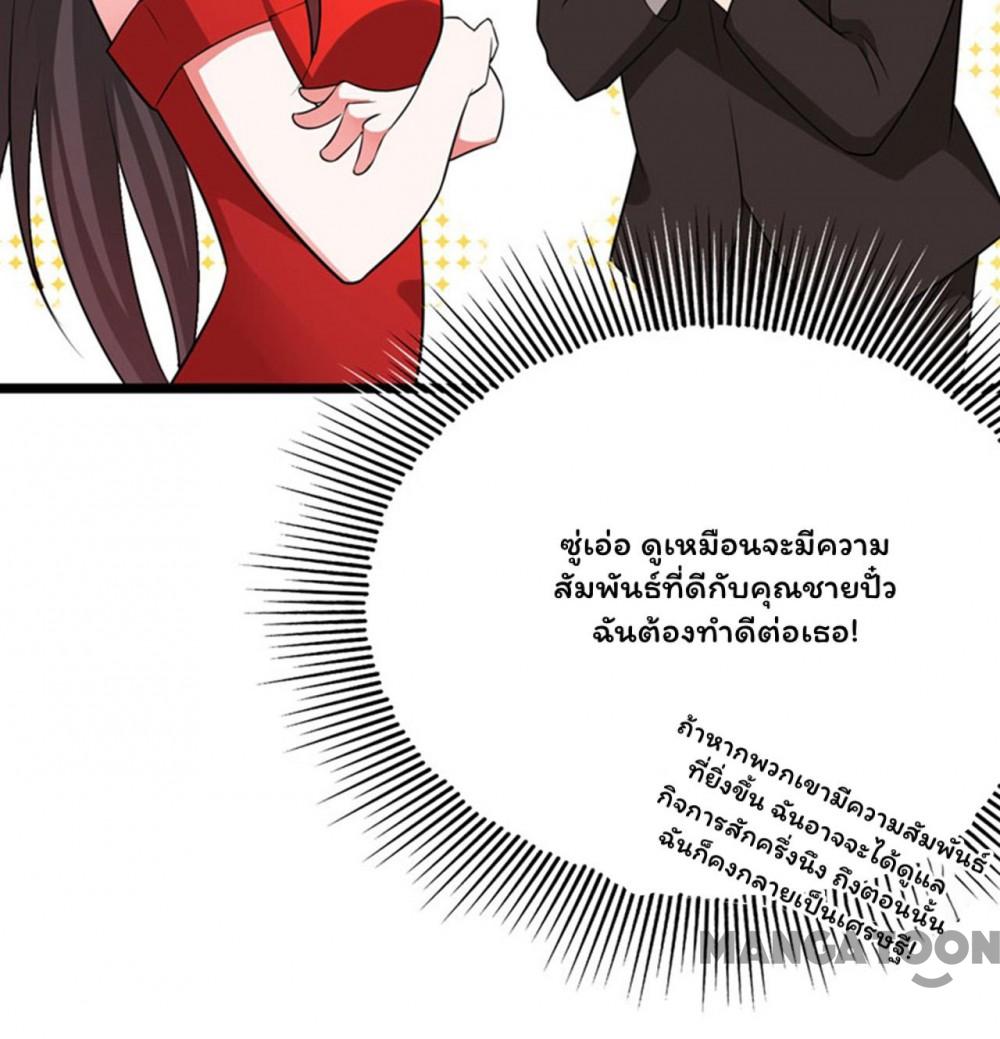 ซู่เอ่อ ดูเหมือนจะมีความ
สัมพันธ์ที่ดีกับคุณชายปั๋ว
ฉันต้องทำดีต่อเธอ!
ถ้าหากพวกเขามีความสัมพันธ์
ที่ยิ่งขึ้น ฉันอาจจะได้ดูแล
กิจการสักครึ่งนึง ถึงตอนนั้น
ฉันก็คงกลายเป็นเศรษฐี!
MANGATOON